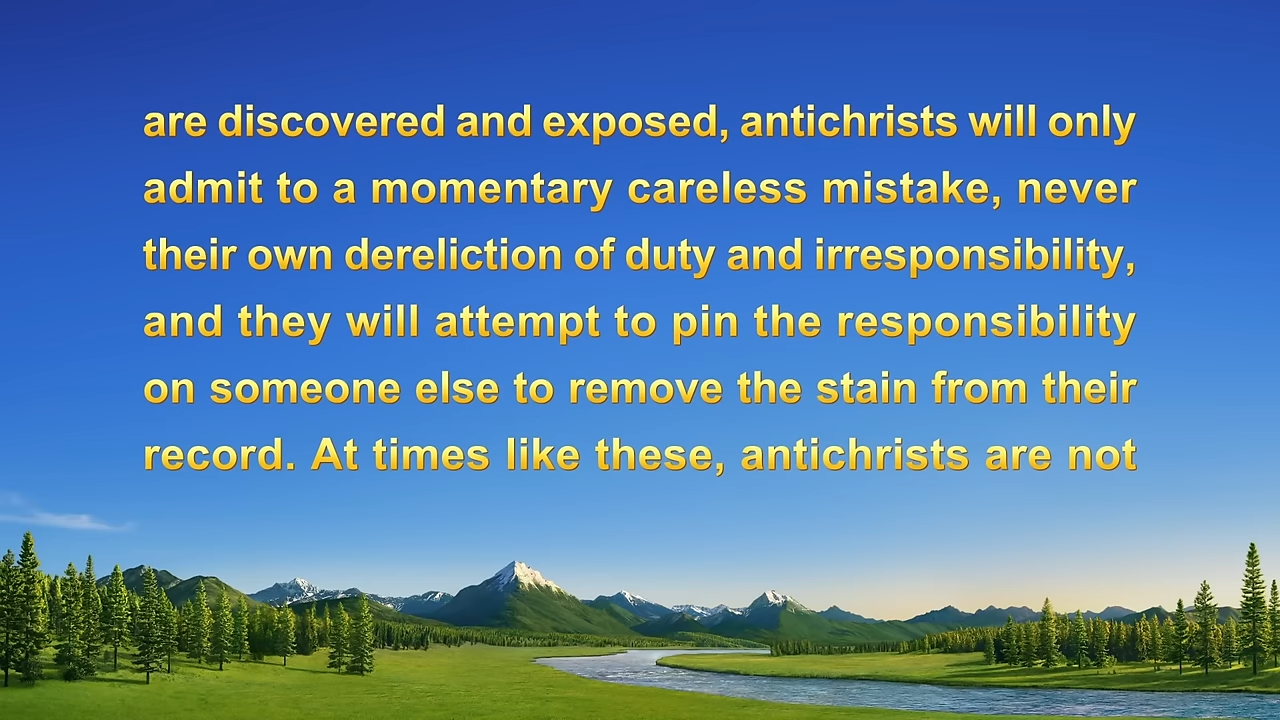 are discovered and exposed, antichrists will only
admit to a momentary careless mistake, never
their own dereliction of duty and irresponsibility,
and they will attempt to pin the responsibility
on someone else to remove the stain from their
record. At times like these, antichrists are not